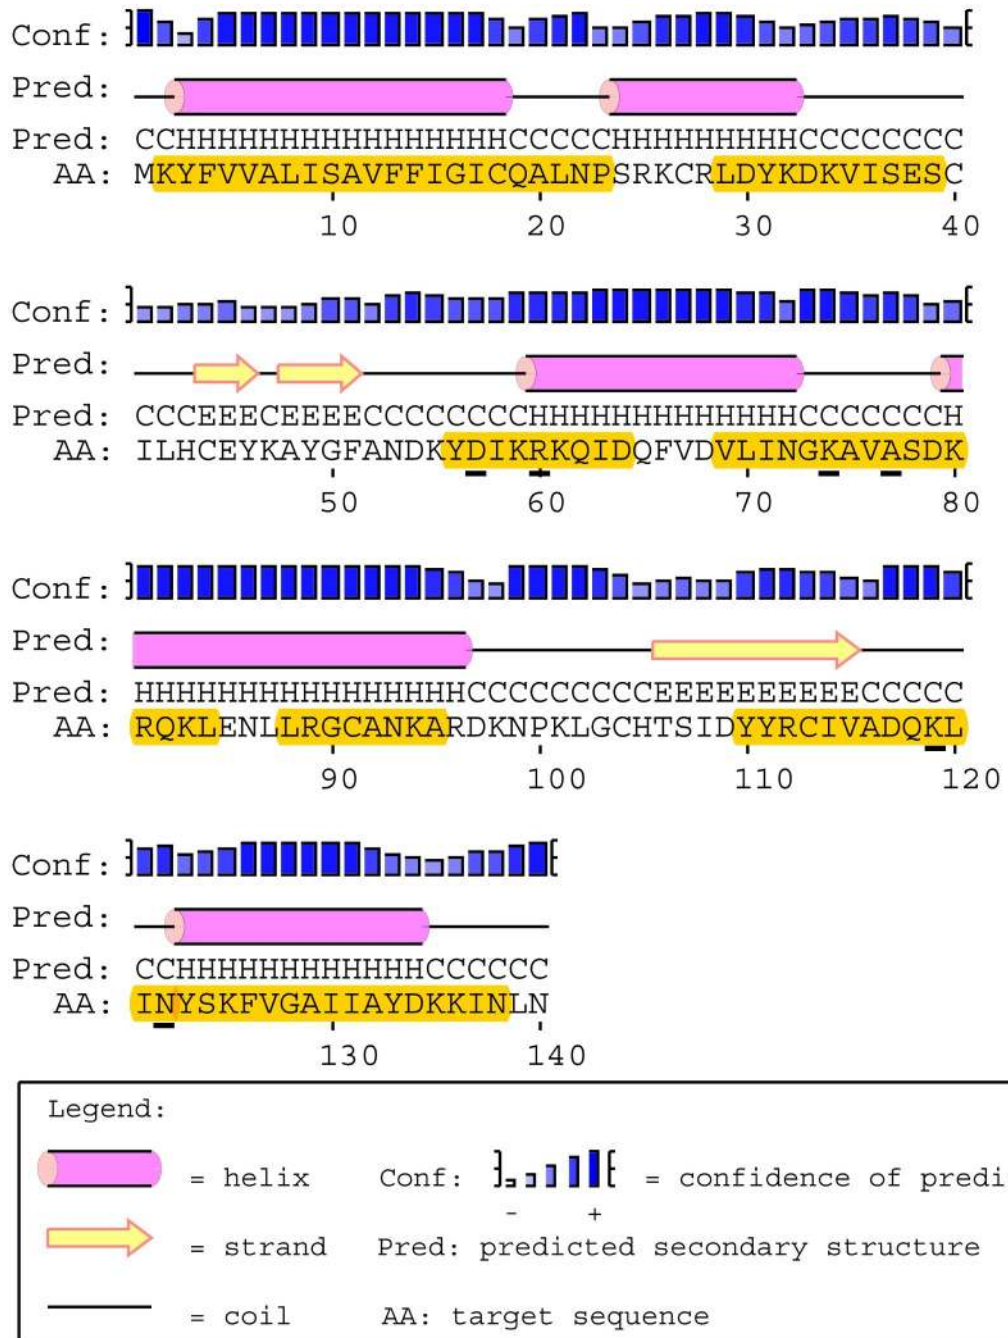 Conf:
Pred:
Pred: CCHHHHHHHHHHHHHHHHCCCCCHHHHHHHHHCCCCCCCC
AA: MKYFVVALISAVFFIGICQALNPSRKCRLDYKDKVISESC
10 20 30 40
Conf:
Pred:
Pred: CCCEEECEEEECCCCCCCCHHHHHHHHHHHHHCCCCCCCH
AA: ILHCEYKAYGFANDKYDIKRKQIDQFVDVLINGKAVASDK
50 60 70 80
Conf:
Pred:
Pred: HHHHHHHHHHHHHHHHCCCCCCCCCEEEEEEEEEECCCCC
AA: RQKLENLLRGCANKARDKNPKLGCHTSIDYYRCIVADQKL
90 100 110 120
Conf:
Pred:
Pred: CCHHHHHHHHHHHHCCCCCC
AA: INYSKFVGAIIAYDKKINLN
130 140
Legend:
= helix Conf: = confidence of predi
- +
= strand Pred: predicted secondary structure
= coil AA: target sequence